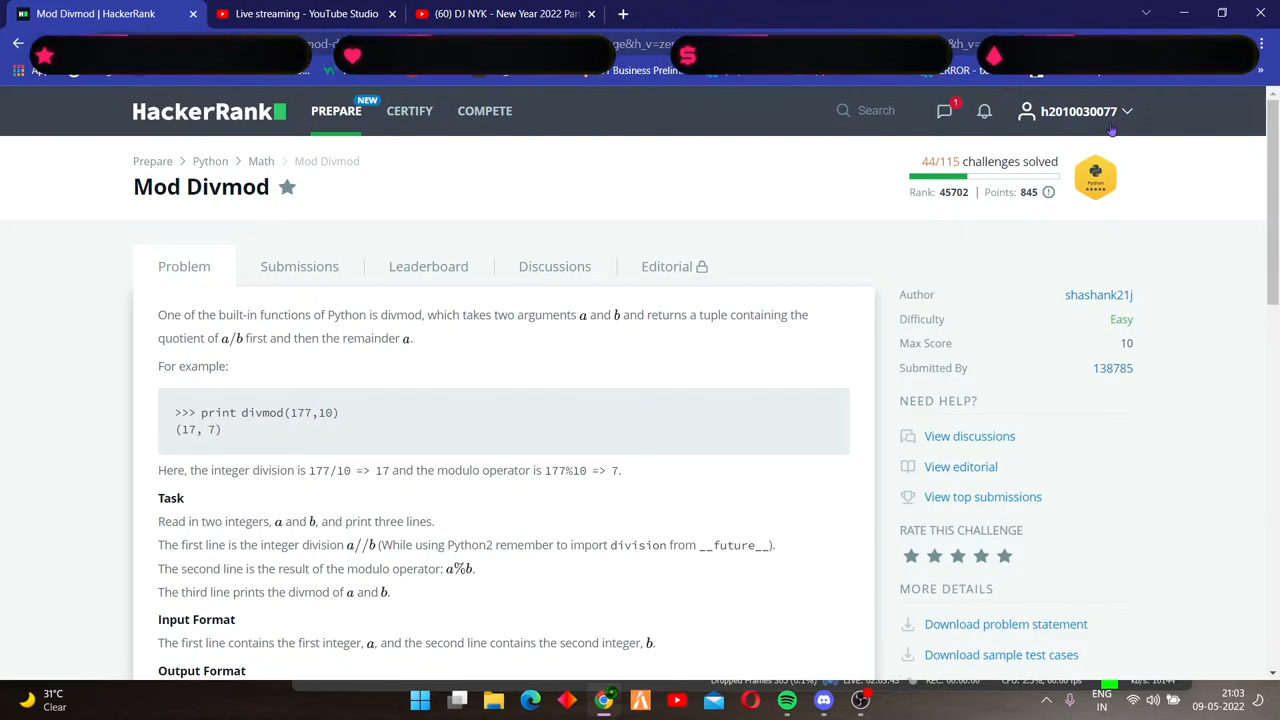 Mod Divmod | HackerRank
Live streaming - YouTube Studio
(60) DJ NYK - New Year 2022 Par
HackerRank
PREPARE
NEW
CERTIFY
COMPETE
Search
1
h2010030077
Prepare > Python > Math > Mod Divmod
Mod Divmod
44/115 challenges solved
Rank: 45702 | Points: 845
Python
Problem
Submissions
Leaderboard
Discussions
Editorial
One of the built-in functions of Python is divmod, which takes two arguments a and b and returns a tuple containing the
quotient of a/b first and then the remainder a.
For example:
>>> print divmod(177,10)
(17, 7)
Here, the integer division is 177/10 => 17 and the modulo operator is 177%10 => 7.
Task
Read in two integers, a and b, and print three lines.
The first line is the integer division a//b (While using Python2 remember to import division from __future__).
The second line is the result of the modulo operator: a%b.
The third line prints the divmod of a and b.
Input Format
The first line contains the first integer, a, and the second line contains the second integer, b.
Output Format
Author shashank21j
Difficulty Easy
Max Score 10
Submitted By 138785
NEED HELP?
View discussions
View editorial
View top submissions
RATE THIS CHALLENGE
MORE DETAILS
Download problem statement
Download sample test cases
31°C
Clear
ENG
IN
21:03
09-05-2022